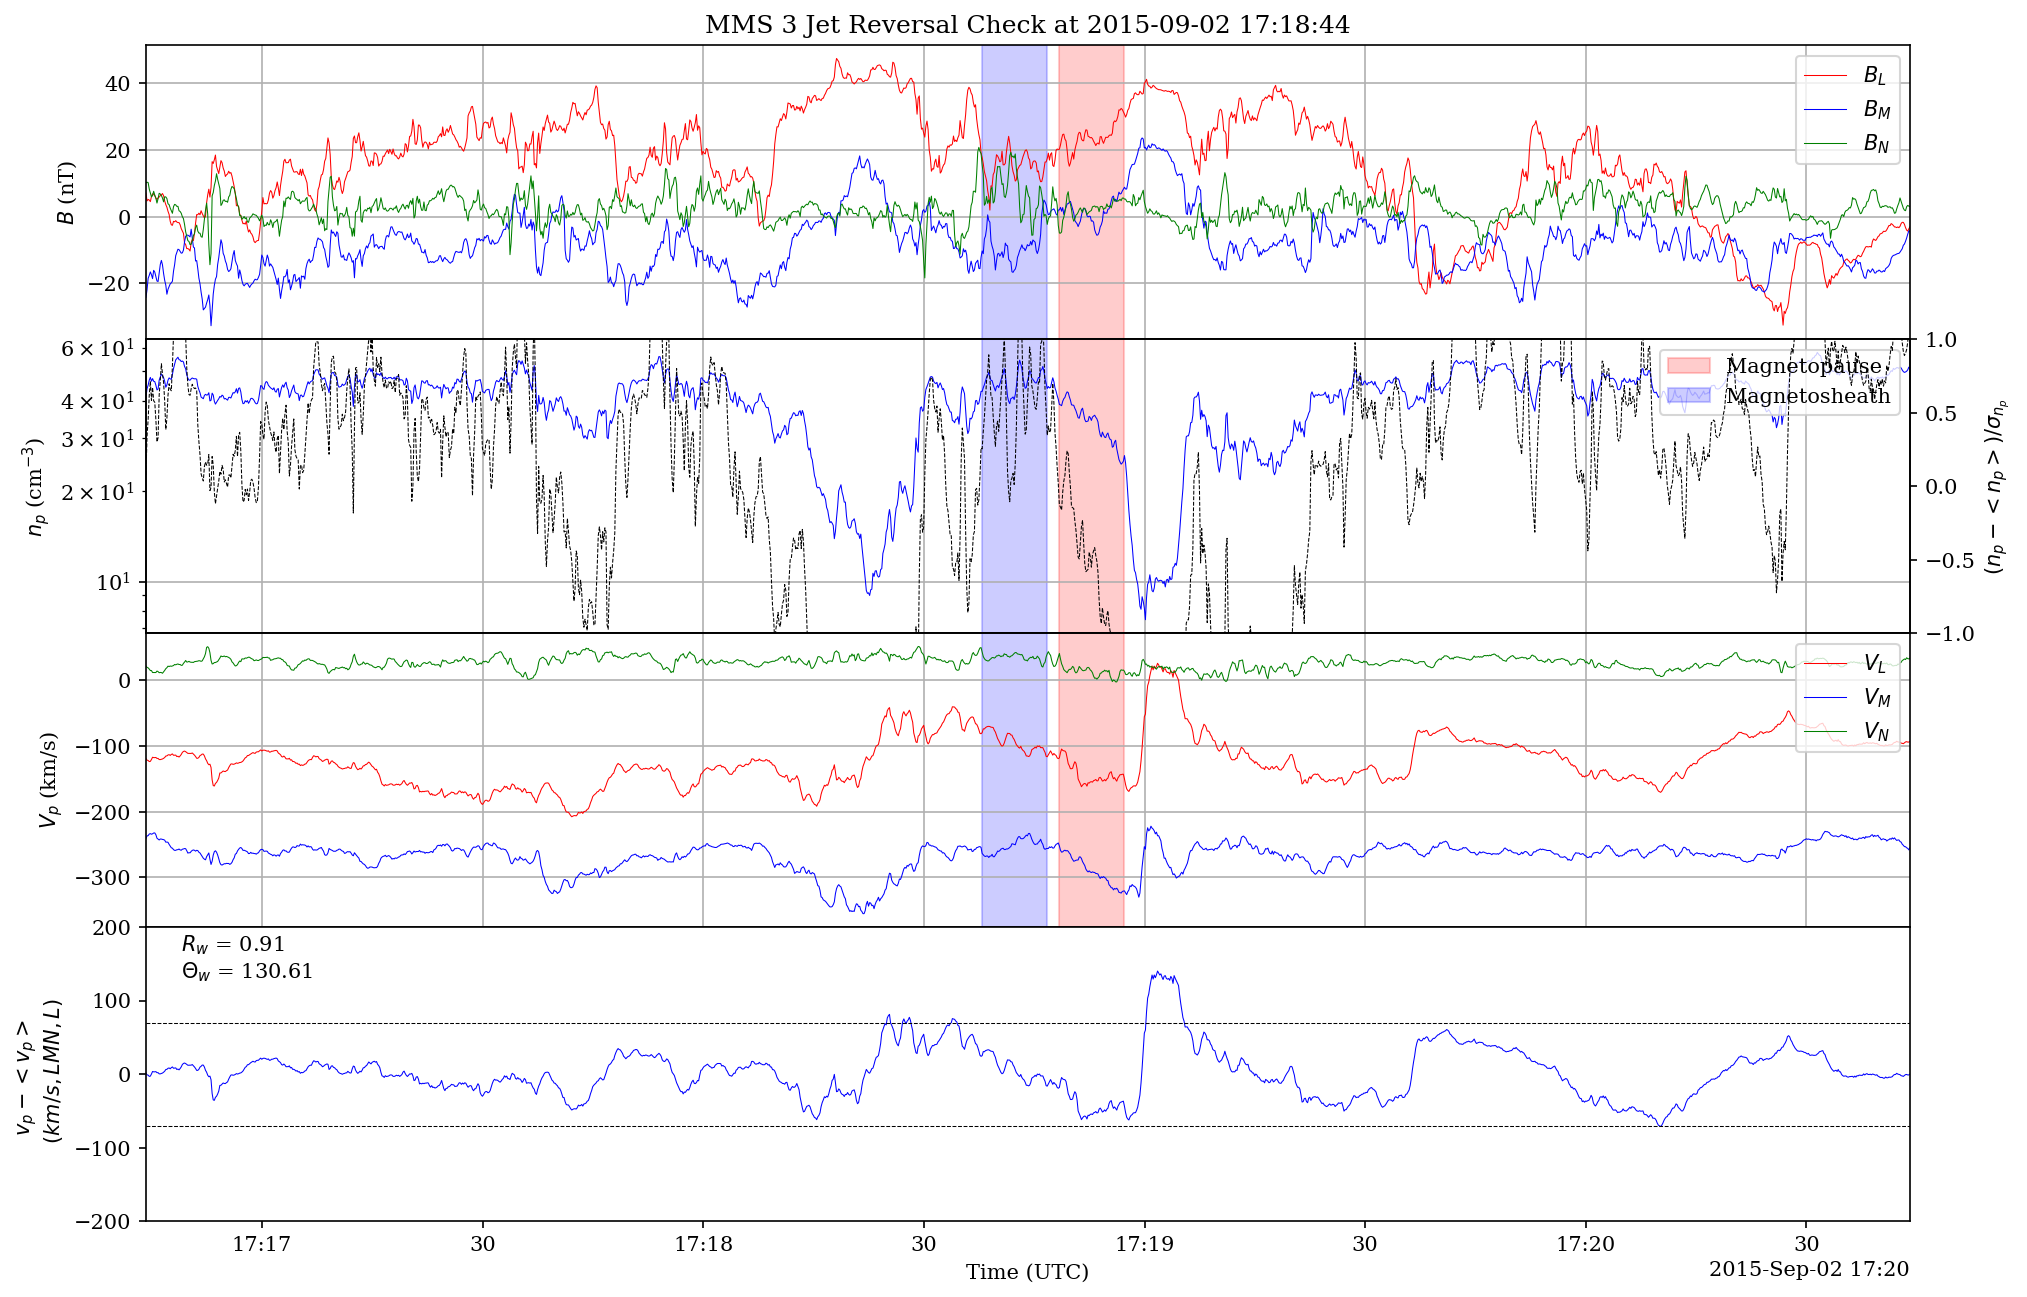 MMS 3 Jet Reversal Check at 2015-09-02 17:18:44
40
20
0
−20
B (nT)
B_L
B_M
B_N
6 × 10^1
4 × 10^1
3 × 10^1
2 × 10^1
10^1
n_p (cm^−3)
1.0
0.5
0.0
−0.5
−1.0
(n_p − < n_p >)/σ_{n_p}
Magnetopause
Magnetosheath
0
−100
−200
−300
V_p (km/s)
V_L
V_M
V_N
200
100
0
−100
−200
v_p − < v_p >
(km/s, LMN, L)
R_w = 0.91
Θ_w = 130.61
17:17 30 17:18 30 17:19 30 17:20 30
Time (UTC)
2015-Sep-02 17:20